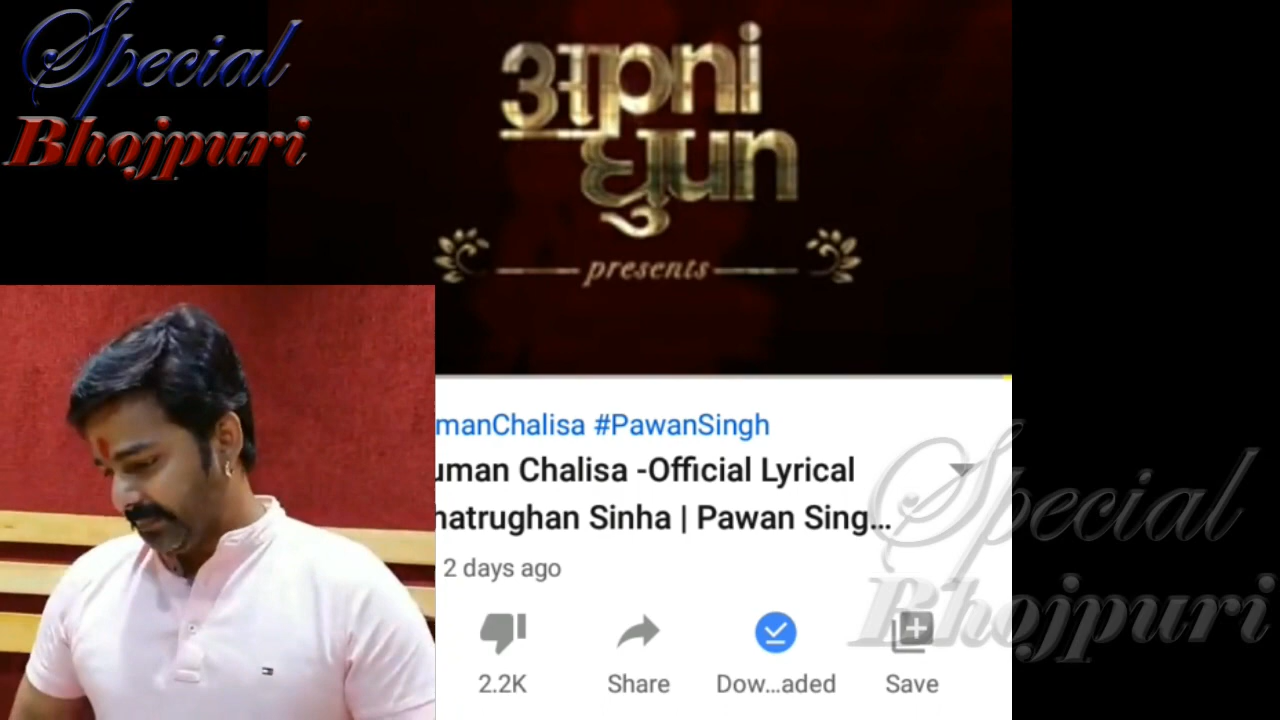 Special
Bhojpuri
अpni
धुun
presents
manChalisa #PawanSingh
uman Chalisa -Official Lyrical
hatrughan Sinha | Pawan Sing...
2 days ago
2.2K
Share
Dow...aded
Save
Special
Bhojpuri